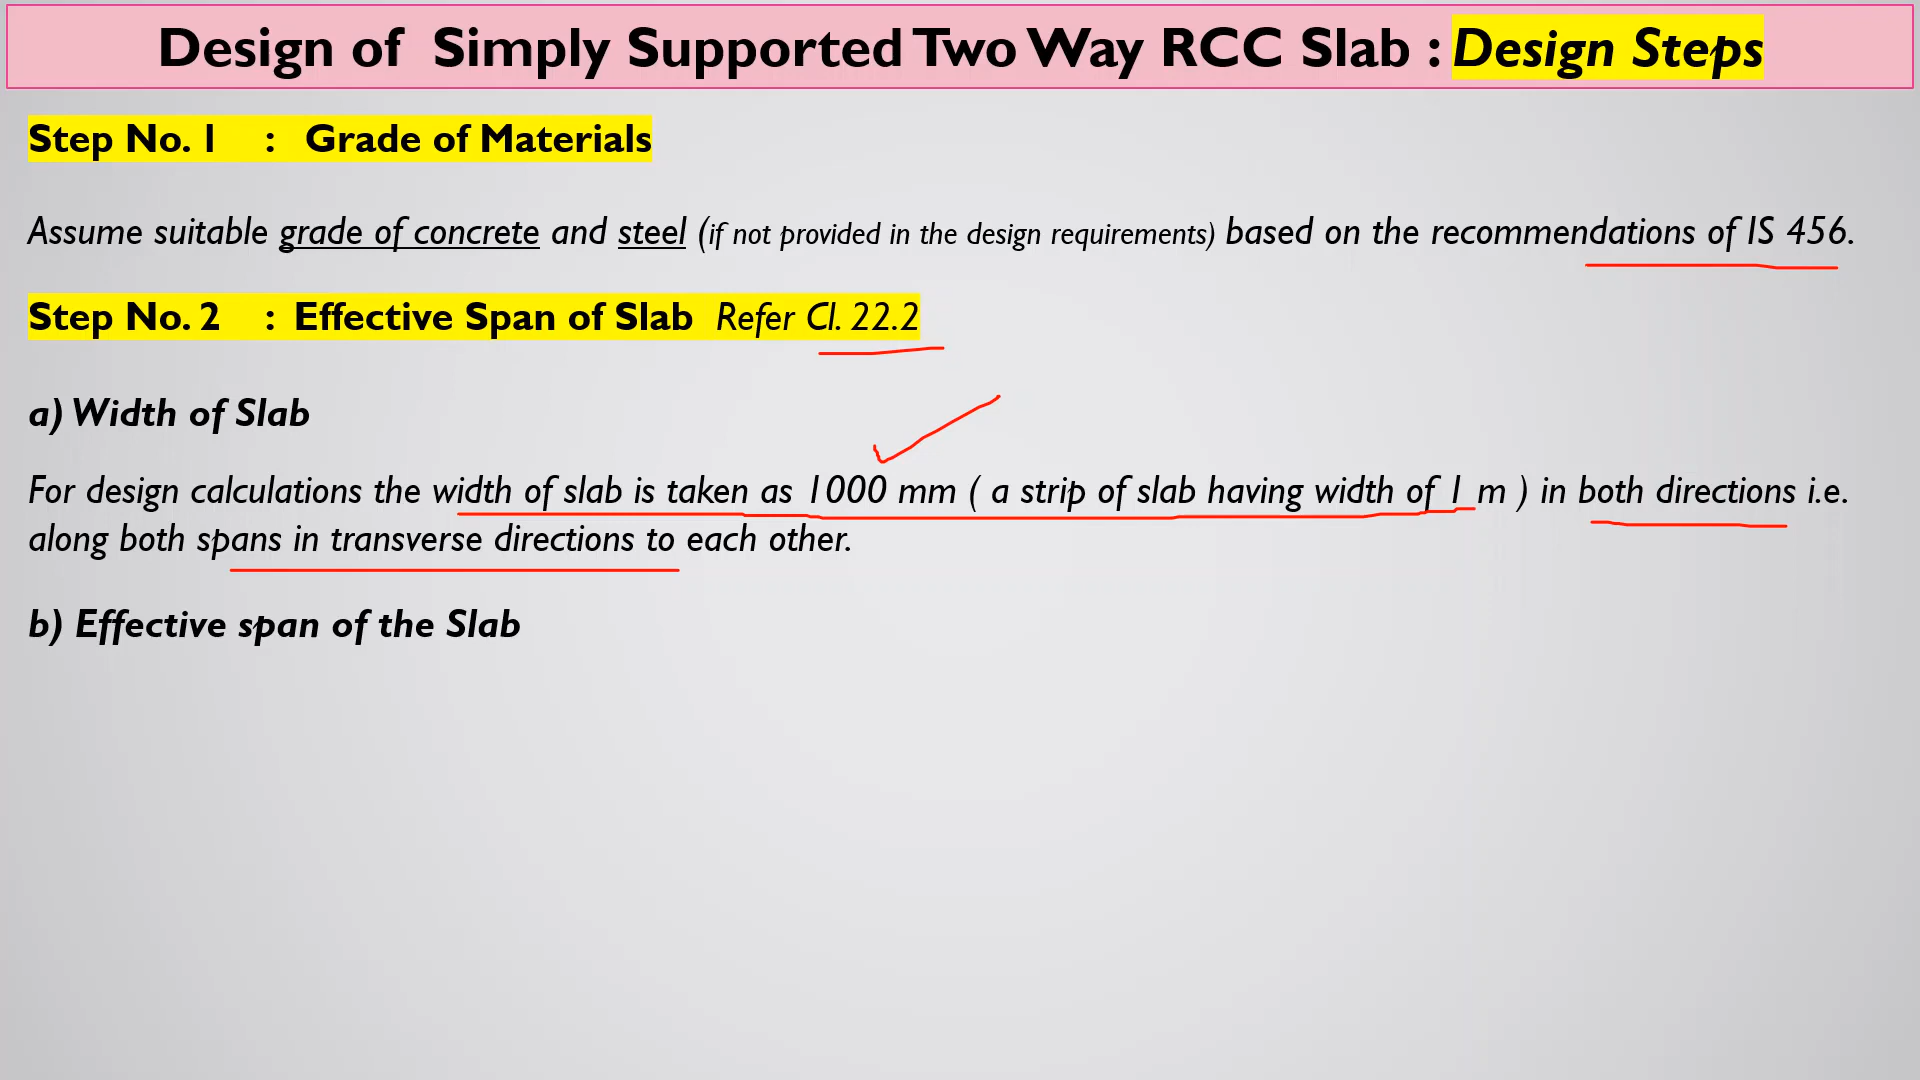 Design of Simply Supported Two Way RCC Slab : Design Steps
Step No. 1 : Grade of Materials
Assume suitable grade of concrete and steel (if not provided in the design requirements) based on the recommendations of IS 456.
Step No. 2 : Effective Span of Slab Refer Cl. 22.2
a) Width of Slab
For design calculations the width of slab is taken as 1000 mm ( a strip of slab having width of 1 m ) in both directions i.e.
along both spans in transverse directions to each other.
b) Effective span of the Slab